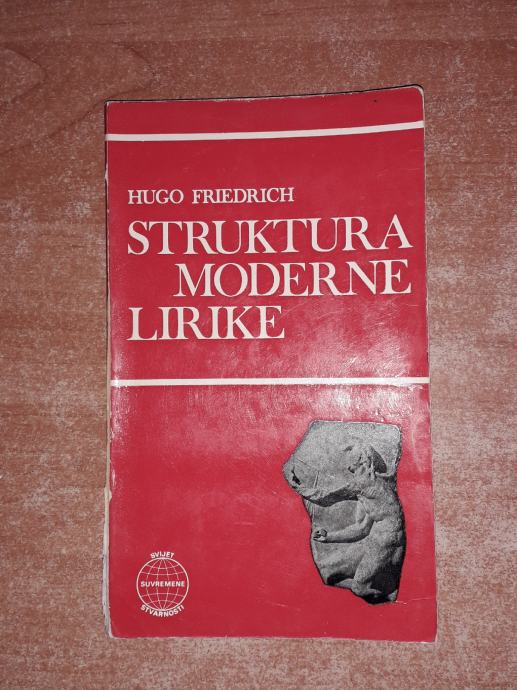 HUGO FRIEDRICH
STRUKTURA
MODERNE
LIRIKE
SVIJET
SUVREMENE
STVARNOSTI